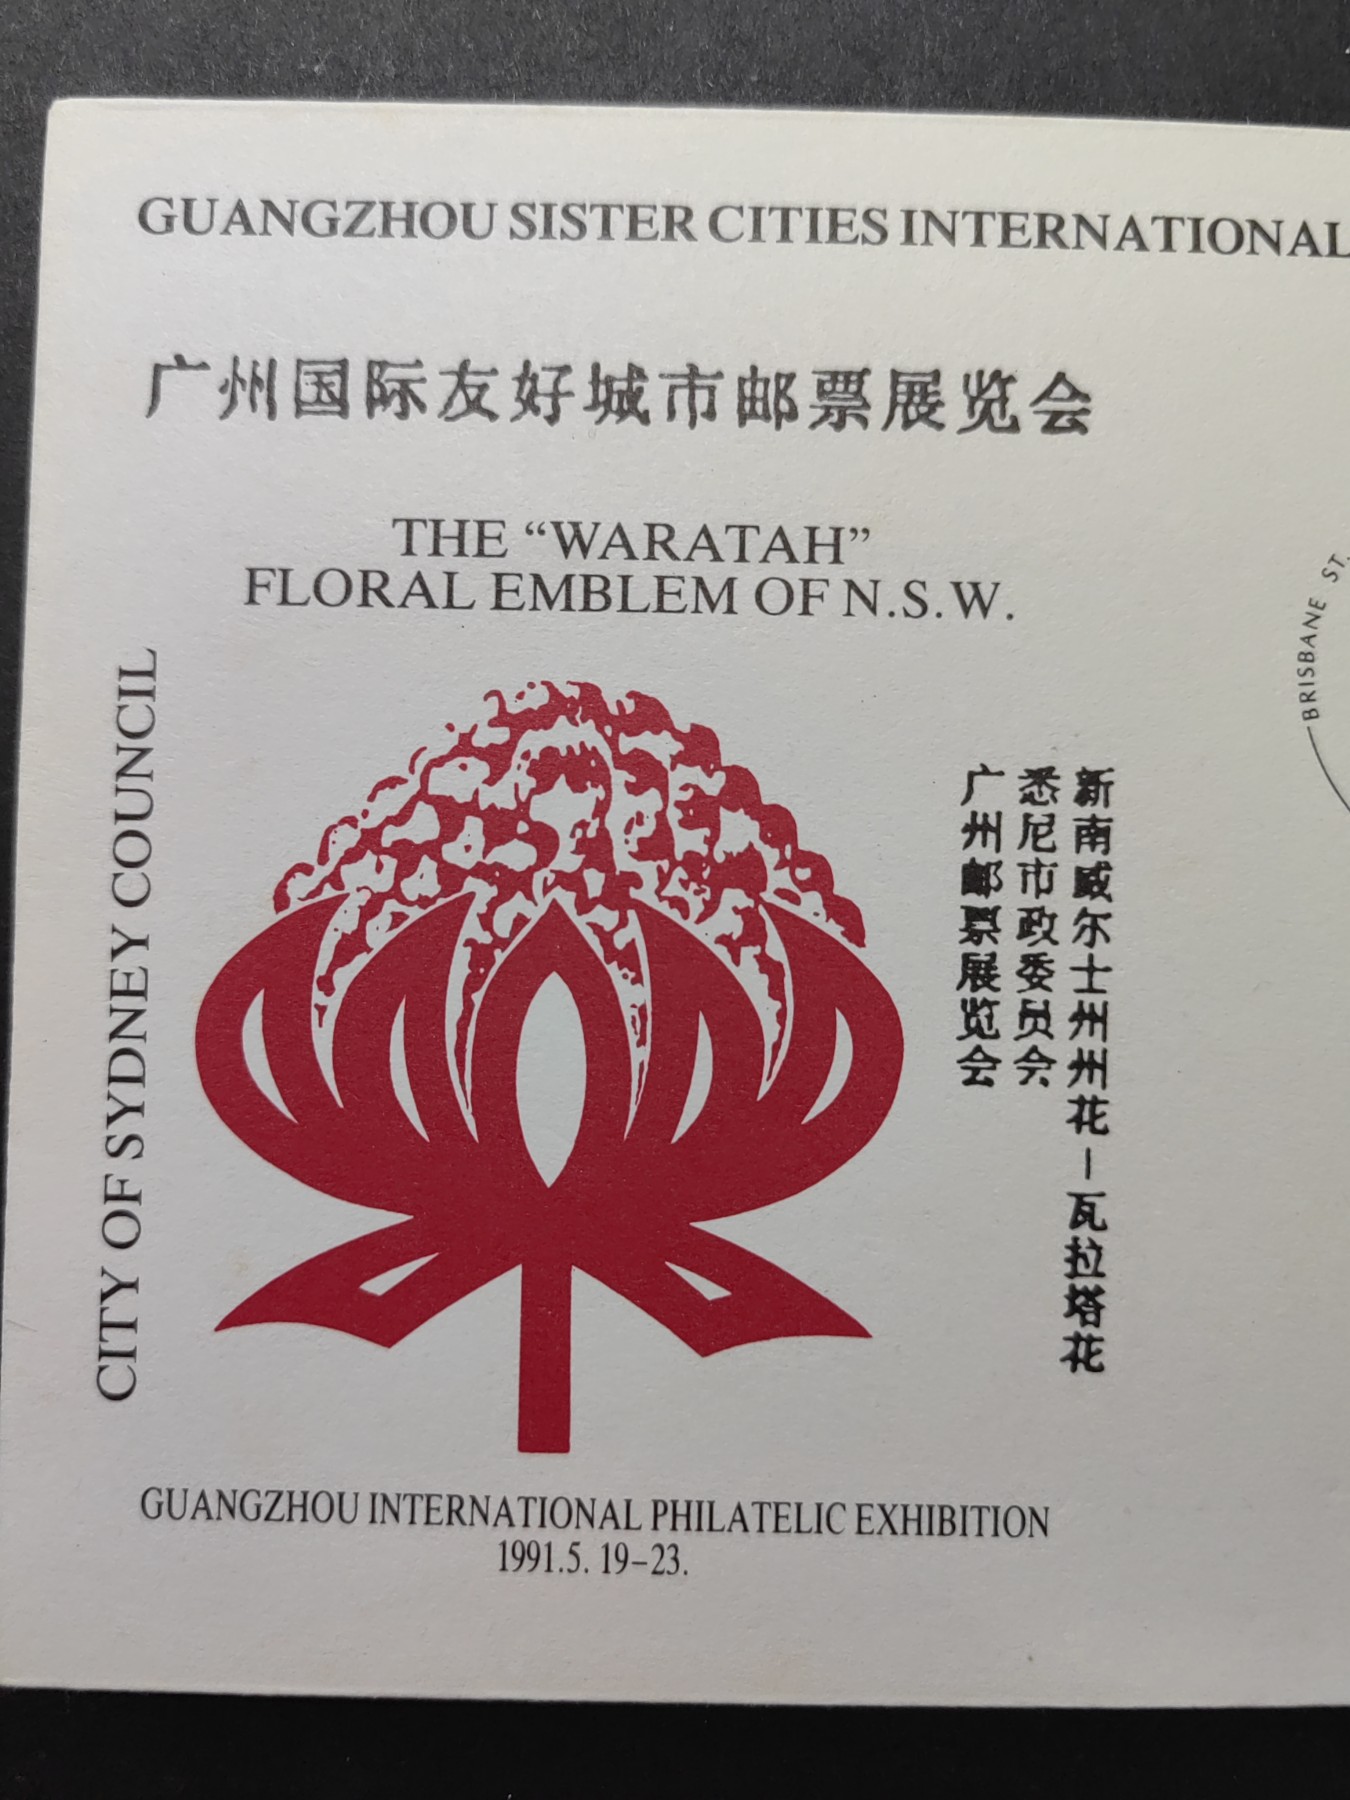 GUANGZHOU SISTER CITIES INTERNATIONAL
广州国际友好城市邮票展览会
THE “WARATAH”
FLORAL EMBLEM OF N.S.W.
CITY OF SYDNEY COUNCIL
新南威尔士州州花－瓦拉塔花
悉尼市政委员会
广州邮票展览会
BRISBANE ST.
GUANGZHOU INTERNATIONAL PHILATELIC EXHIBITION
1991.5. 19–23.